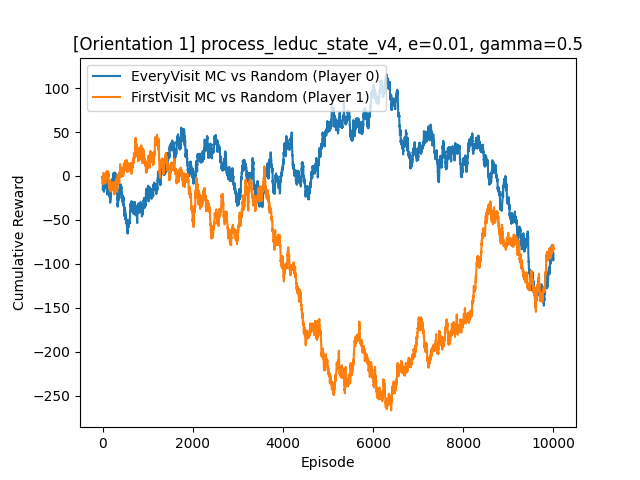 [Orientation 1] process_leduc_state_v4, e=0.01, gamma=0.5
EveryVisit MC vs Random (Player 0)
FirstVisit MC vs Random (Player 1)
Cumulative Reward
100
50
0
−50
−100
−150
−200
−250
0 2000 4000 6000 8000 10000
Episode